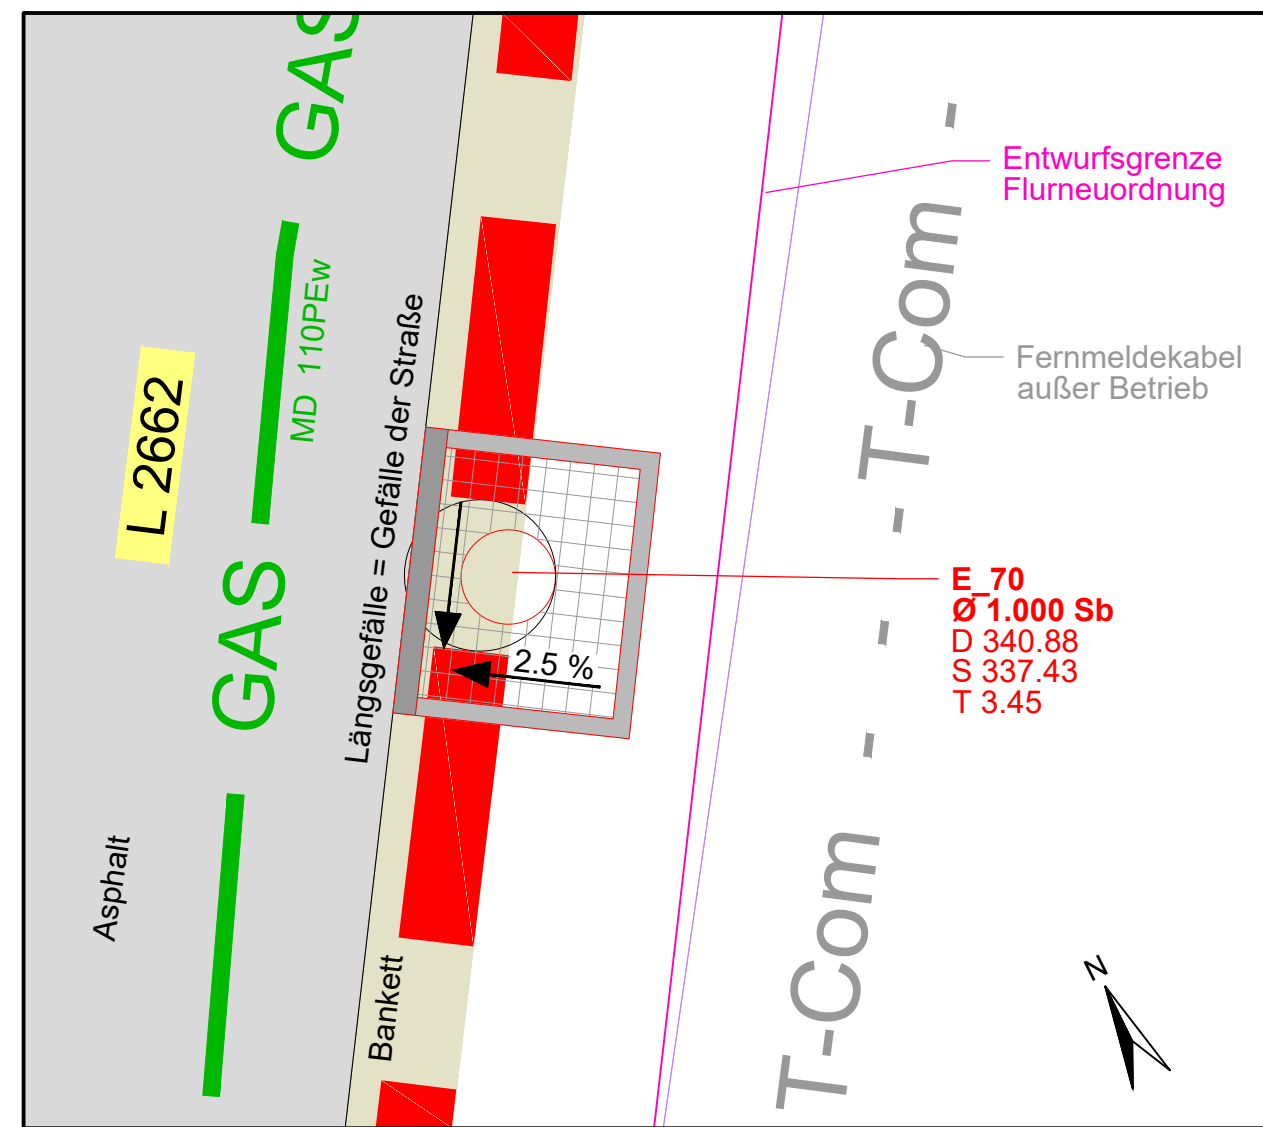 GAS
MD 110PEw
L 2662
GAS
Asphalt
Längsgefälle = Gefälle der Straße
Bankett
2.5 %
Entwurfsgrenze
Flurneuordnung
T-Com
Fernmeldekabel
außer Betrieb
E_70
Ø 1.000 Sb
D 340.88
S 337.43
T 3.45
T-Com
N